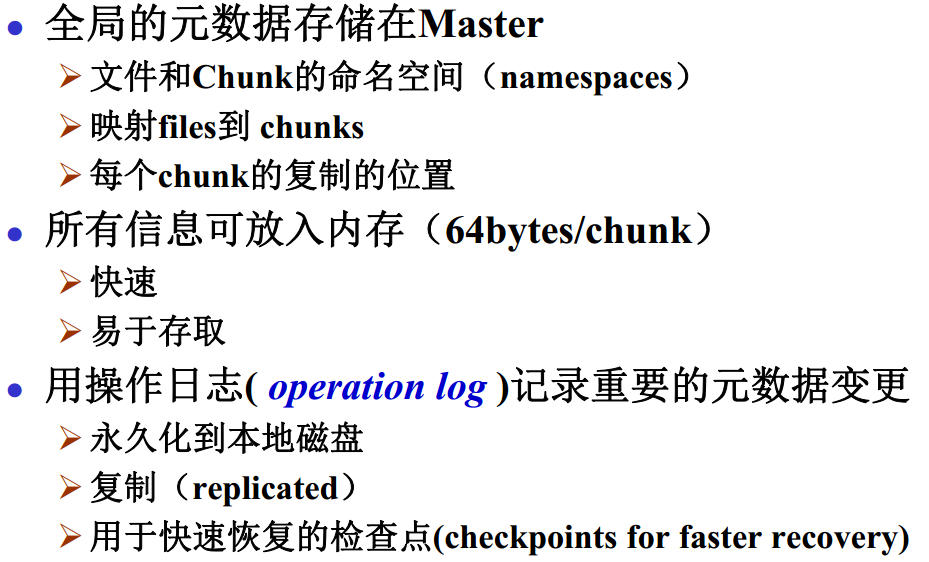 全局的元数据存储在Master
文件和Chunk的命名空间（namespaces）
映射files到 chunks
每个chunk的复制的位置
所有信息可放入内存（64bytes/chunk）
快速
易于存取
用操作日志( operation log )记录重要的元数据变更
永久化到本地磁盘
复制（replicated）
用于快速恢复的检查点(checkpoints for faster recovery)